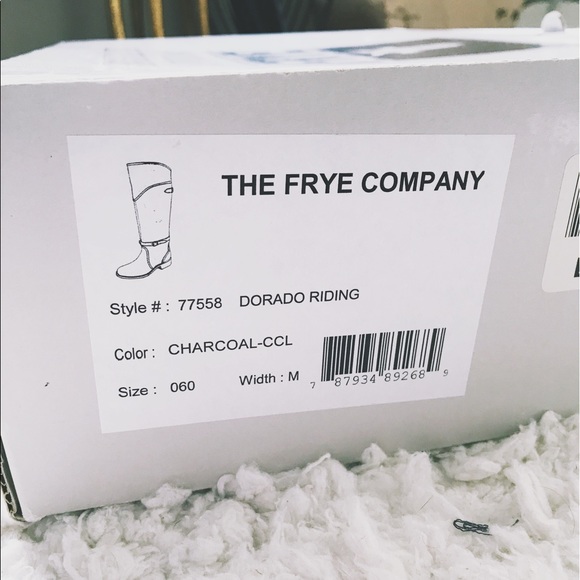 THE FRYE COMPANY
Style # : 77558 DORADO RIDING
Color : CHARCOAL-CCL
Size : 060 Width : M
7 87934 89268 9